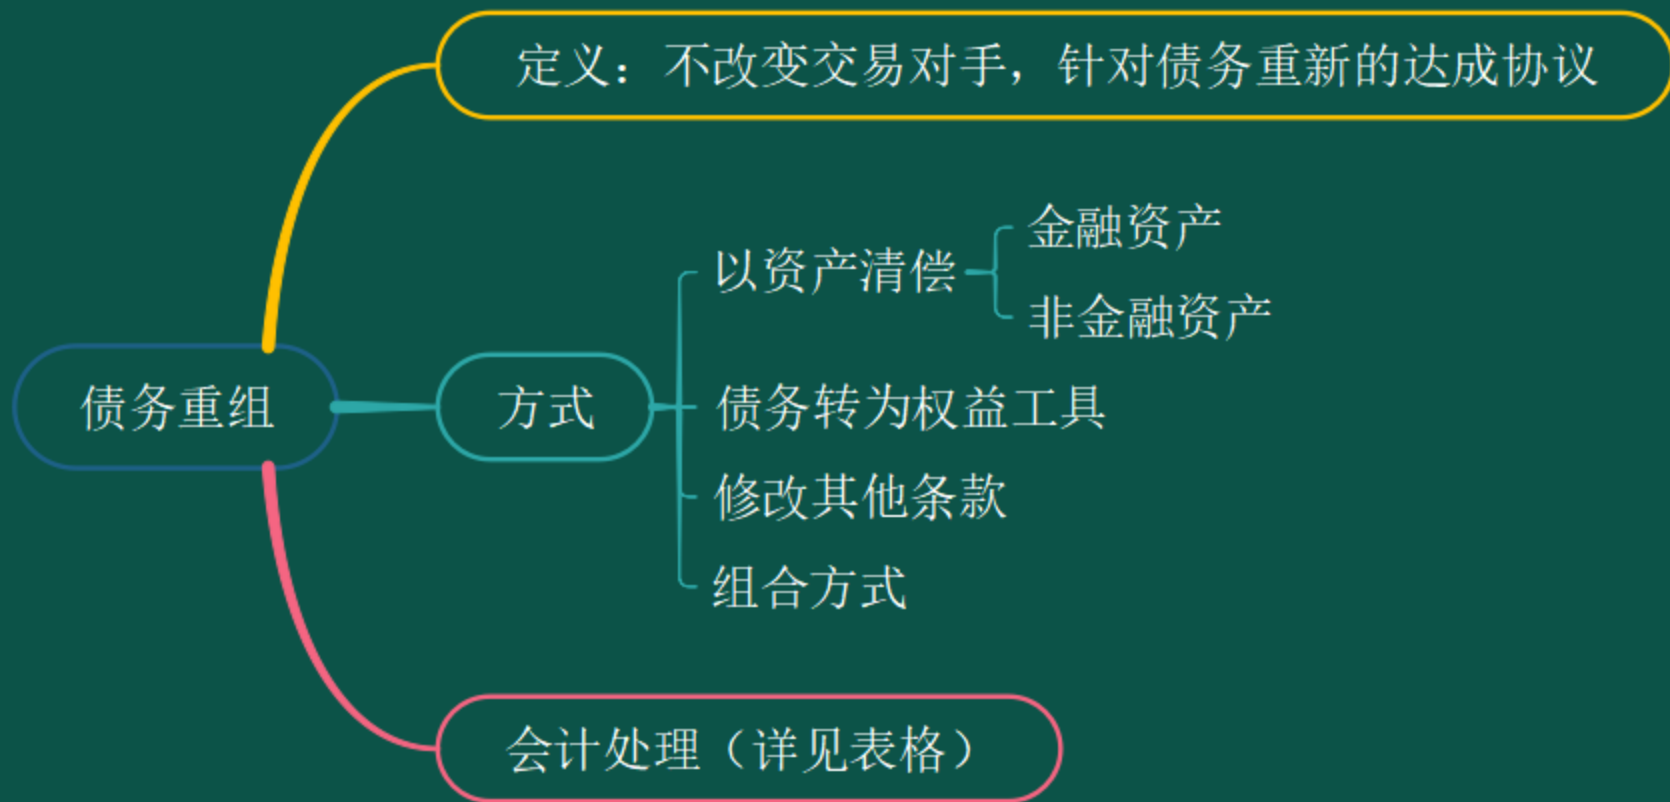 定义：不改变交易对手，针对债务重新的达成协议
金融资产
以资产清偿
非金融资产
债务重组
方式
债务转为权益工具
修改其他条款
组合方式
会计处理（详见表格）